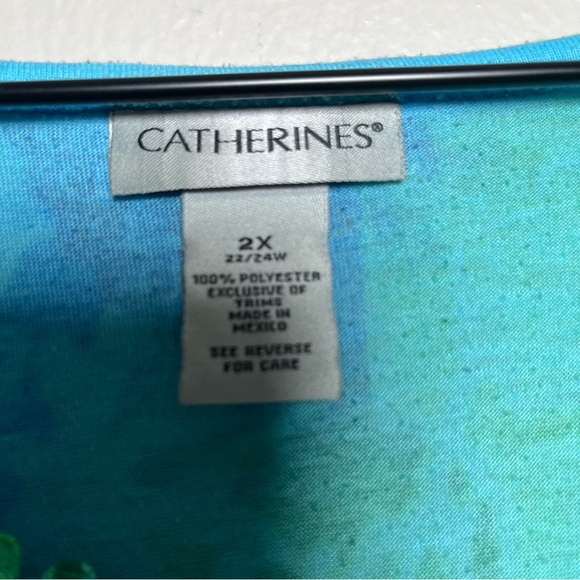 CATHERINES®
2X
22/24W
100% POLYESTER
EXCLUSIVE OF
TRIMS
MADE IN
MEXICO
SEE REVERSE
FOR CARE